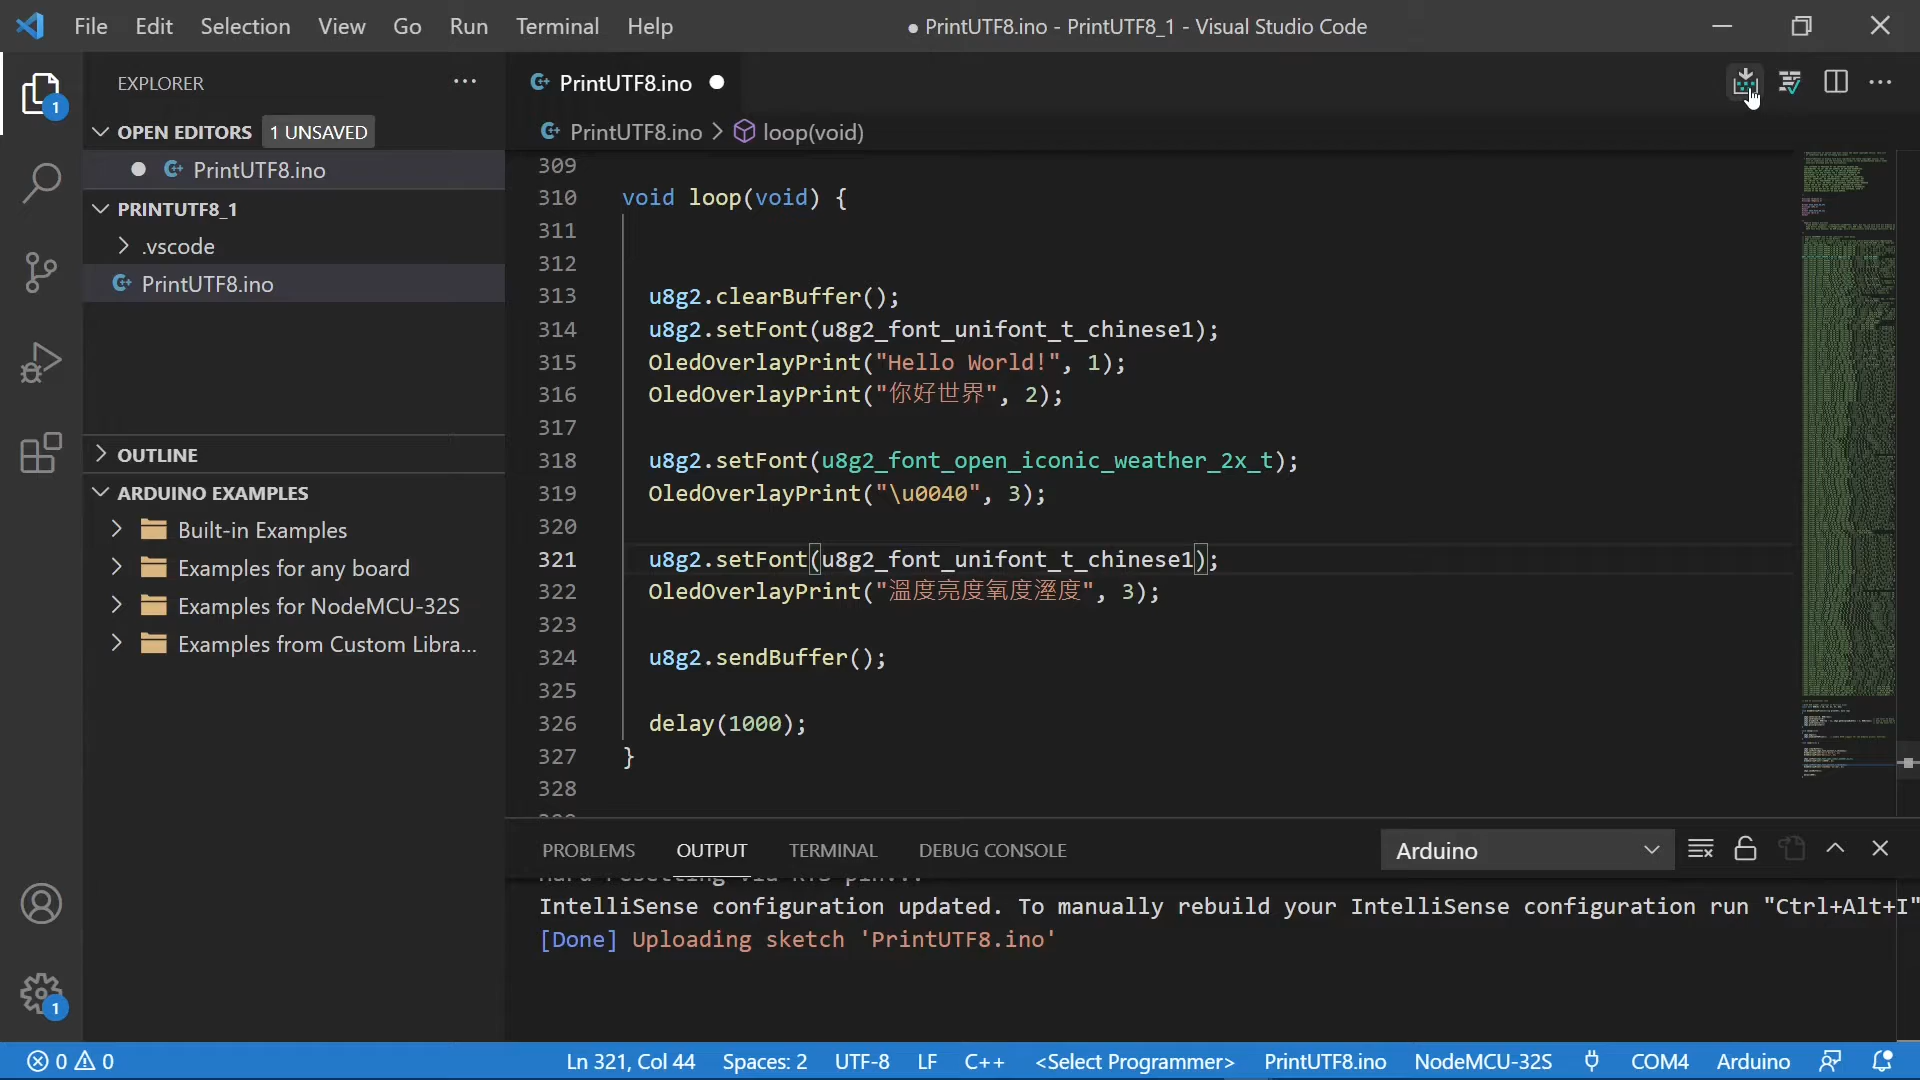 File Edit Selection View Go Run Terminal Help
● PrintUTF8.ino - PrintUTF8_1 - Visual Studio Code
EXPLORER
OPEN EDITORS 1 UNSAVED
PrintUTF8.ino
PRINTUTF8_1
.vscode
PrintUTF8.ino
OUTLINE
ARDUINO EXAMPLES
Built-in Examples
Examples for any board
Examples for NodeMCU-32S
Examples from Custom Libra...
1
1
PrintUTF8.ino
PrintUTF8.ino > loop(void)
309
310 void loop(void) {
311
312
313 u8g2.clearBuffer();
314 u8g2.setFont(u8g2_font_unifont_t_chinese1);
315 OledOverlayPrint("Hello World!", 1);
316 OledOverlayPrint("你好世界", 2);
317
318 u8g2.setFont(u8g2_font_open_iconic_weather_2x_t);
319 OledOverlayPrint("\u0040", 3);
320
321 u8g2.setFont(u8g2_font_unifont_t_chinese1);
322 OledOverlayPrint("溫度亮度氧度溼度", 3);
323
324 u8g2.sendBuffer();
325
326 delay(1000);
327 }
328
PROBLEMS OUTPUT TERMINAL DEBUG CONSOLE
Arduino
IntelliSense configuration updated. To manually rebuild your IntelliSense configuration run "Ctrl+Alt+I"
[Done] Uploading sketch 'PrintUTF8.ino'
0 0 Ln 321, Col 44 Spaces: 2 UTF-8 LF C++ <Select Programmer> PrintUTF8.ino NodeMCU-32S COM4 Arduino